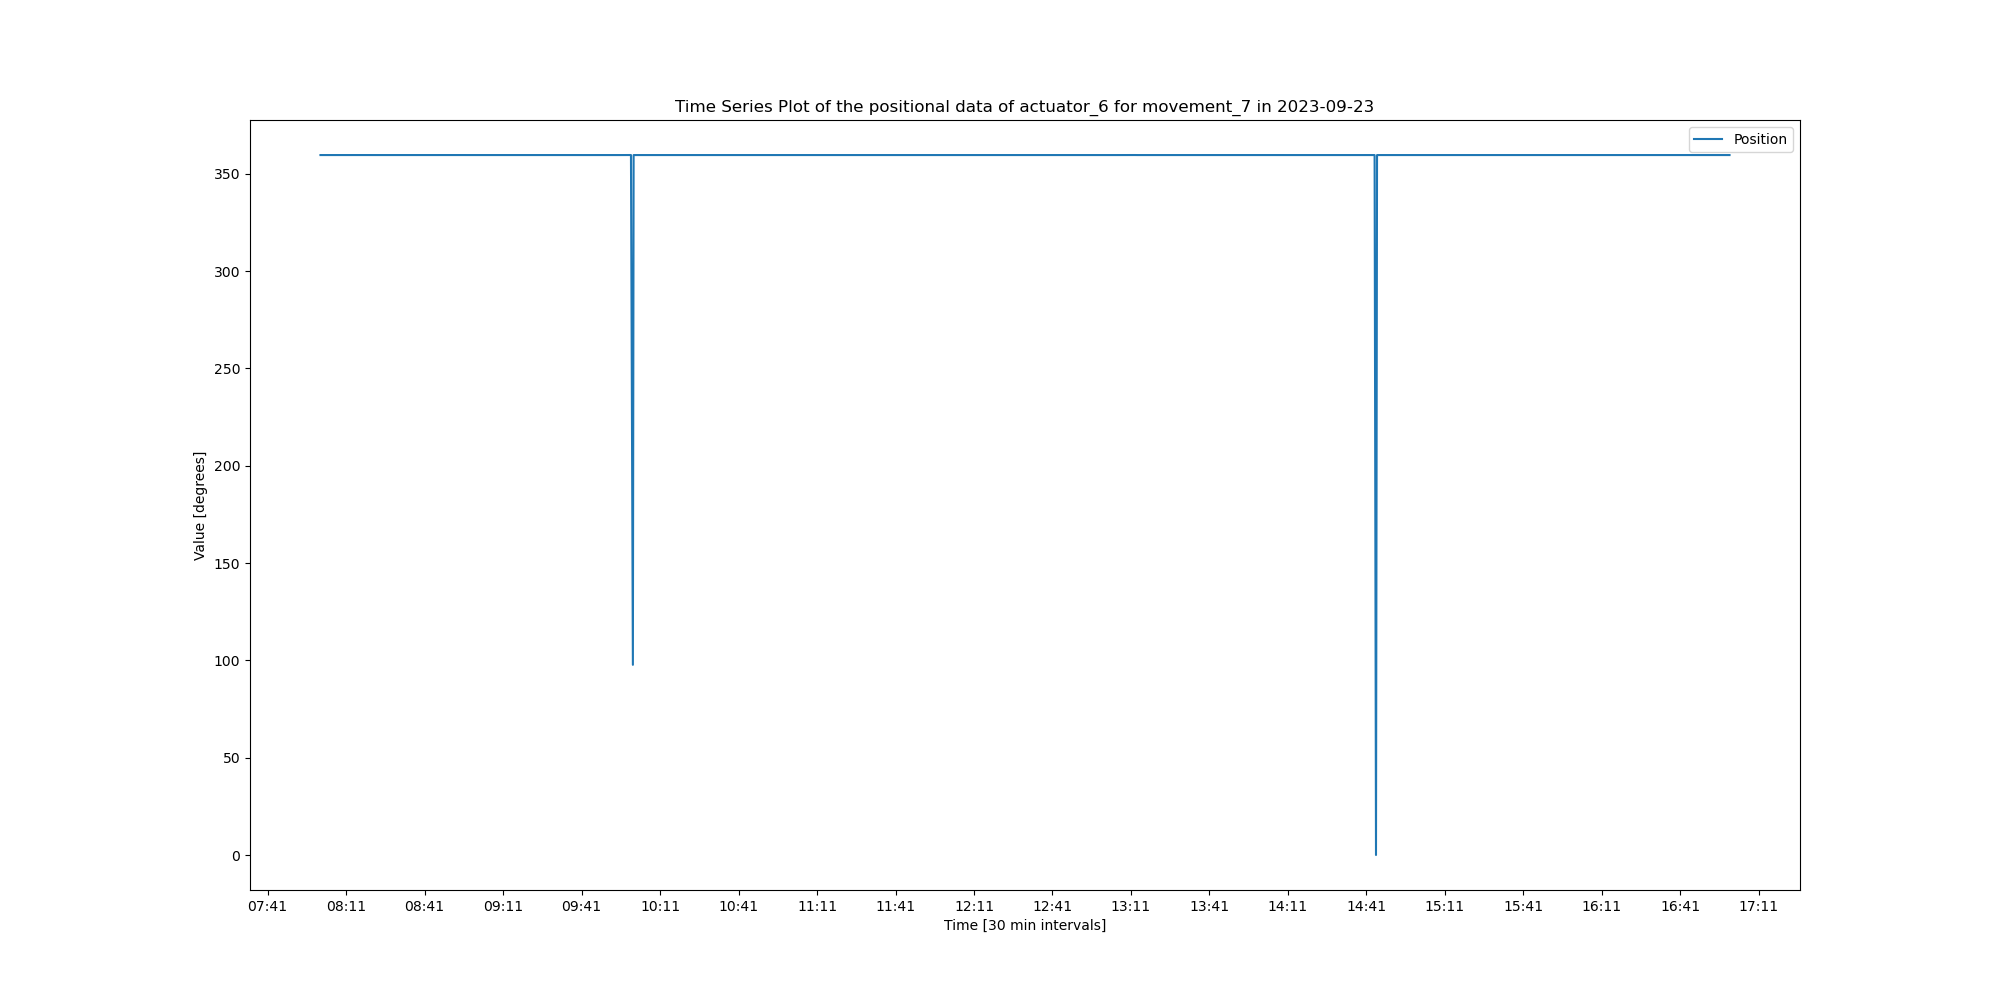 Time Series Plot of the positional data of actuator_6 for movement_7 in 2023-09-23
Position
350
300
250
200
150
100
50
0
Value [degrees]
07:41 08:11 08:41 09:11 09:41 10:11 10:41 11:11 11:41 12:11 12:41 13:11 13:41 14:11 14:41 15:11 15:41 16:11 16:41 17:11
Time [30 min intervals]